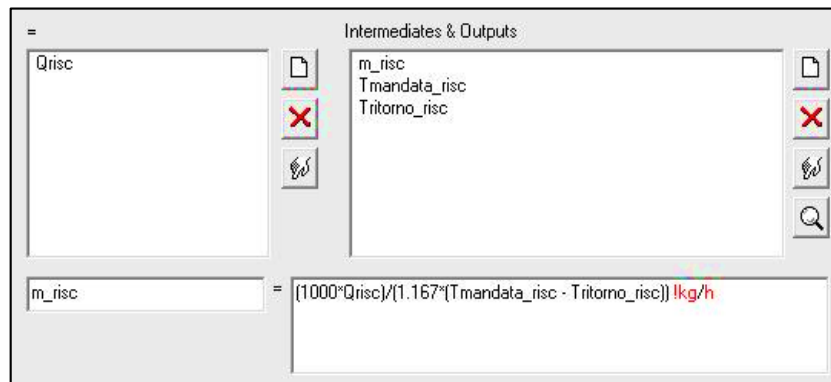 =
Intermediates & Outputs
Qrisc
m_risc
Tmandata_risc
Tritorno_risc
m_risc = (1000*Qrisc)/(1.167*(Tmandata_risc - Tritorno_risc)) !kg/h